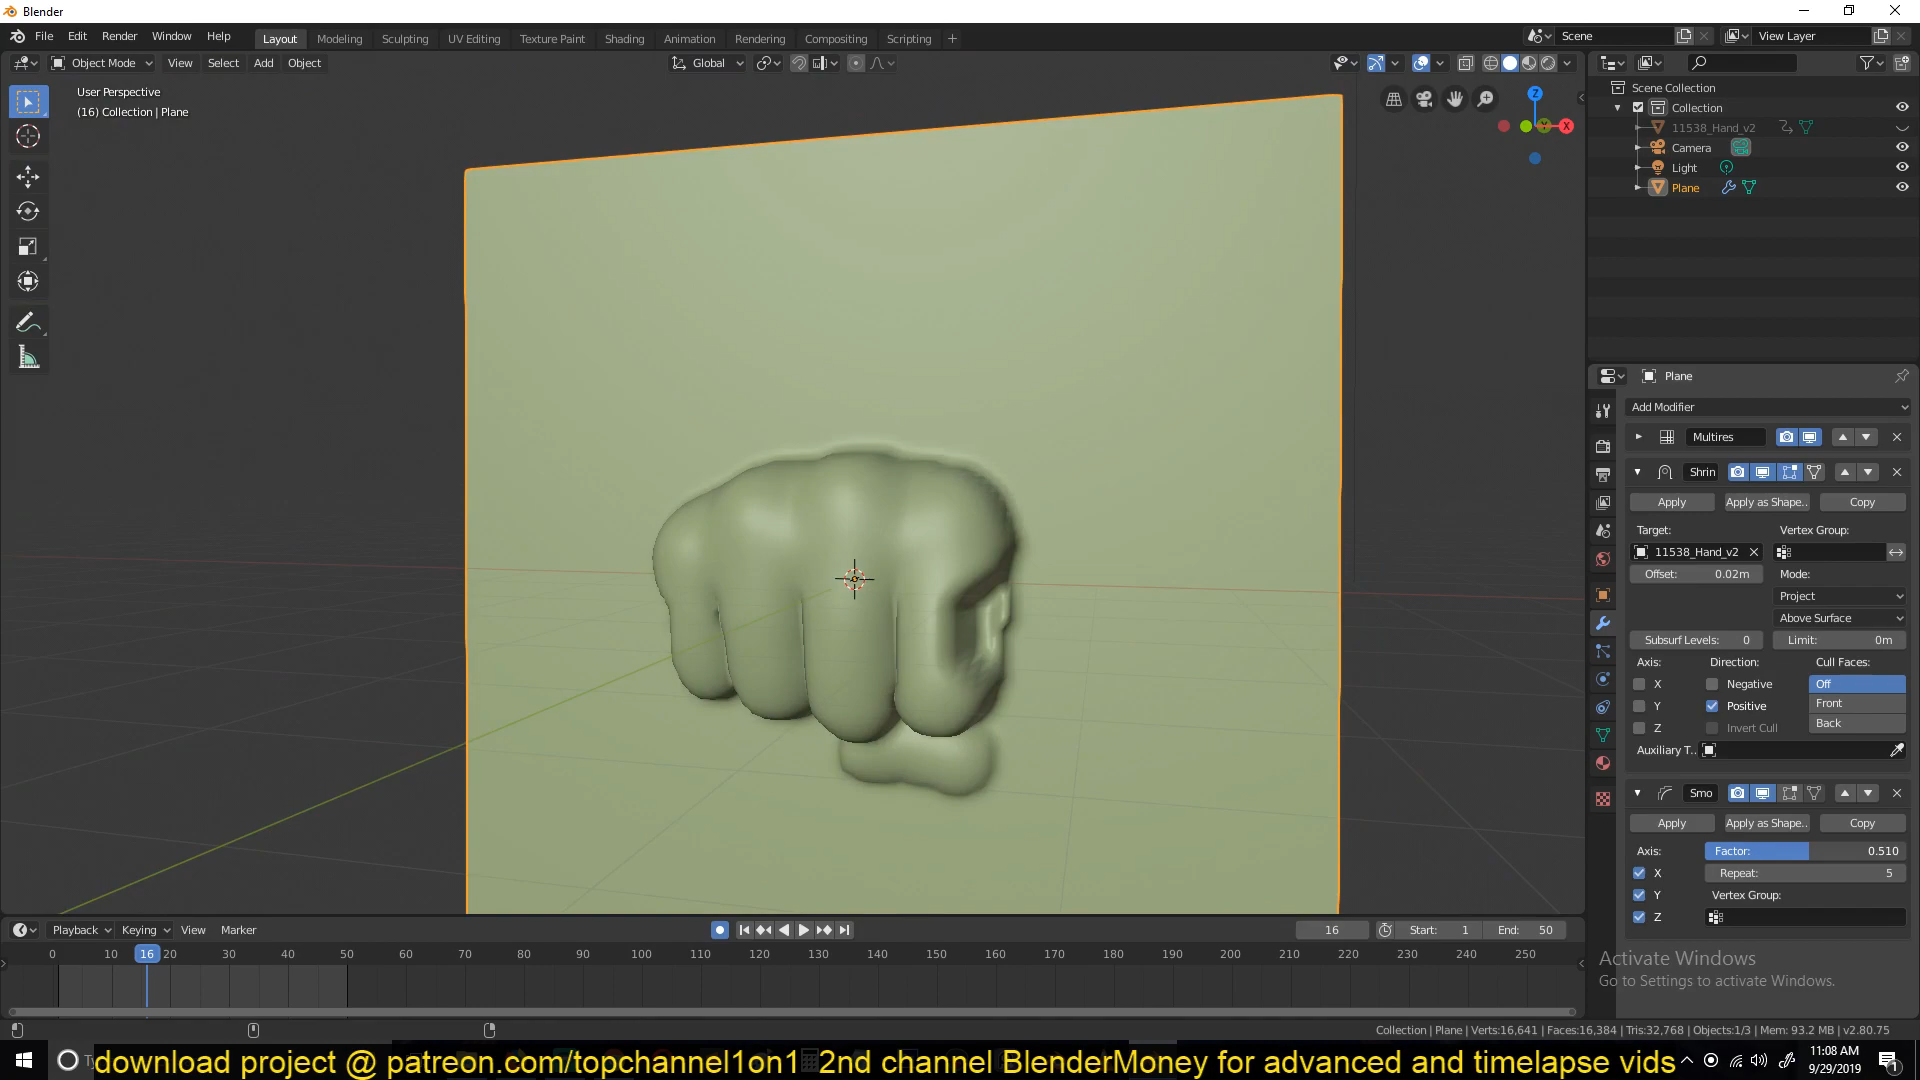 Blender
File Edit Render Window Help
Layout Modeling Sculpting UV Editing Texture Paint Shading Animation Rendering Compositing Scripting
Scene View Layer
Object Mode View Select Add Object
Global
User Perspective
(16) Collection | Plane
Z
Y X
Scene Collection
Collection
11538_Hand_v2
Camera
Light
Plane
Plane
Add Modifier
Multires
Shrin
Apply Apply as Shape.. Copy
Target: Vertex Group:
11538_Hand_v2
Offset: 0.02m Mode:
Project
Above Surface
Subsurf Levels: 0 Limit: 0m
Axis: Direction: Cull Faces:
X Negative Off
Y Positive Front
Z Invert Cull Back
Auxiliary T..
Smo
Apply Apply as Shape.. Copy
Axis: Factor: 0.510
X Repeat: 5
Y Vertex Group:
Z
Playback Keying View Marker
16 Start: 1 End: 50
0 10 16 20 30 40 50 60 70 80 90 100 110 120 130 140 150 160 170 180 190 200 210 220 230 240 250
Activate Windows
Go to Settings to activate Windows.
Collection | Plane | Verts:16,641 | Faces:16,384 | Tris:32,768 | Objects:1/3 | Mem: 93.2 MB | v2.80.75
download project @ patreon.com/topchannel1on1 2nd channel BlenderMoney for advanced and timelapse vids
11:08 AM
9/29/2019
1